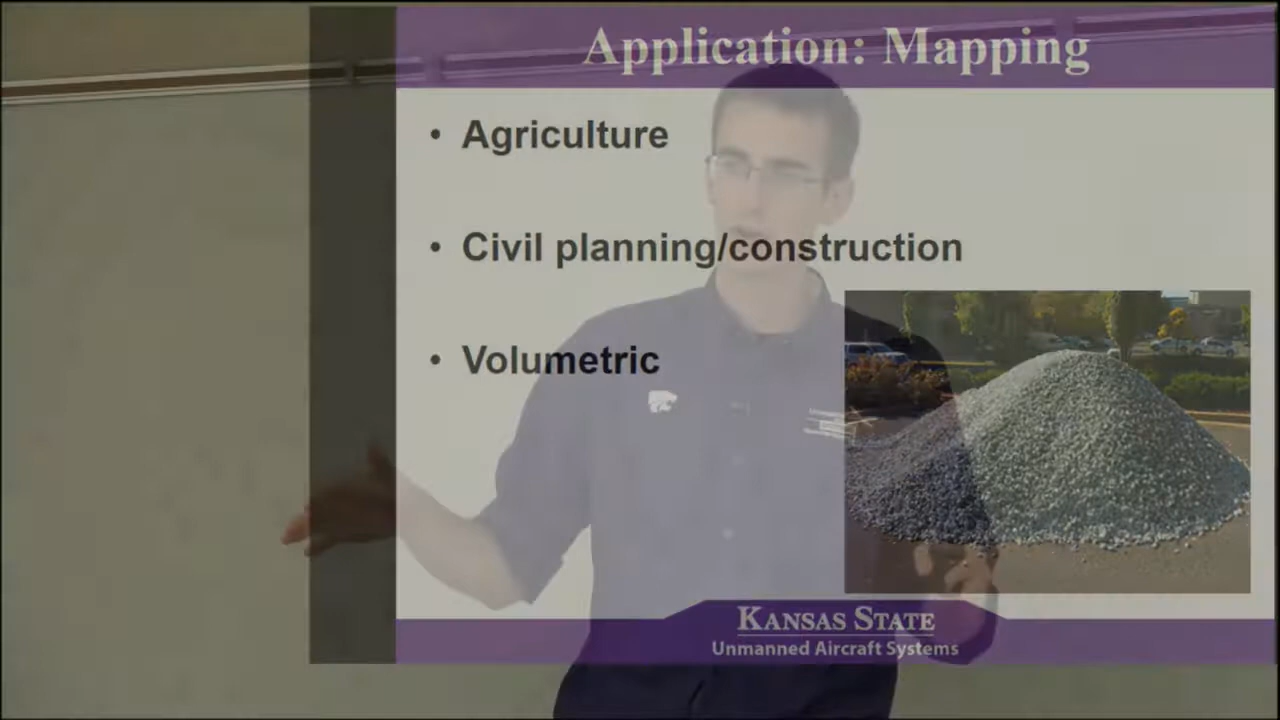 Application: Mapping
• Agriculture
• Civil planning/construction
• Volumetric
KANSAS STATE
Unmanned Aircraft Systems